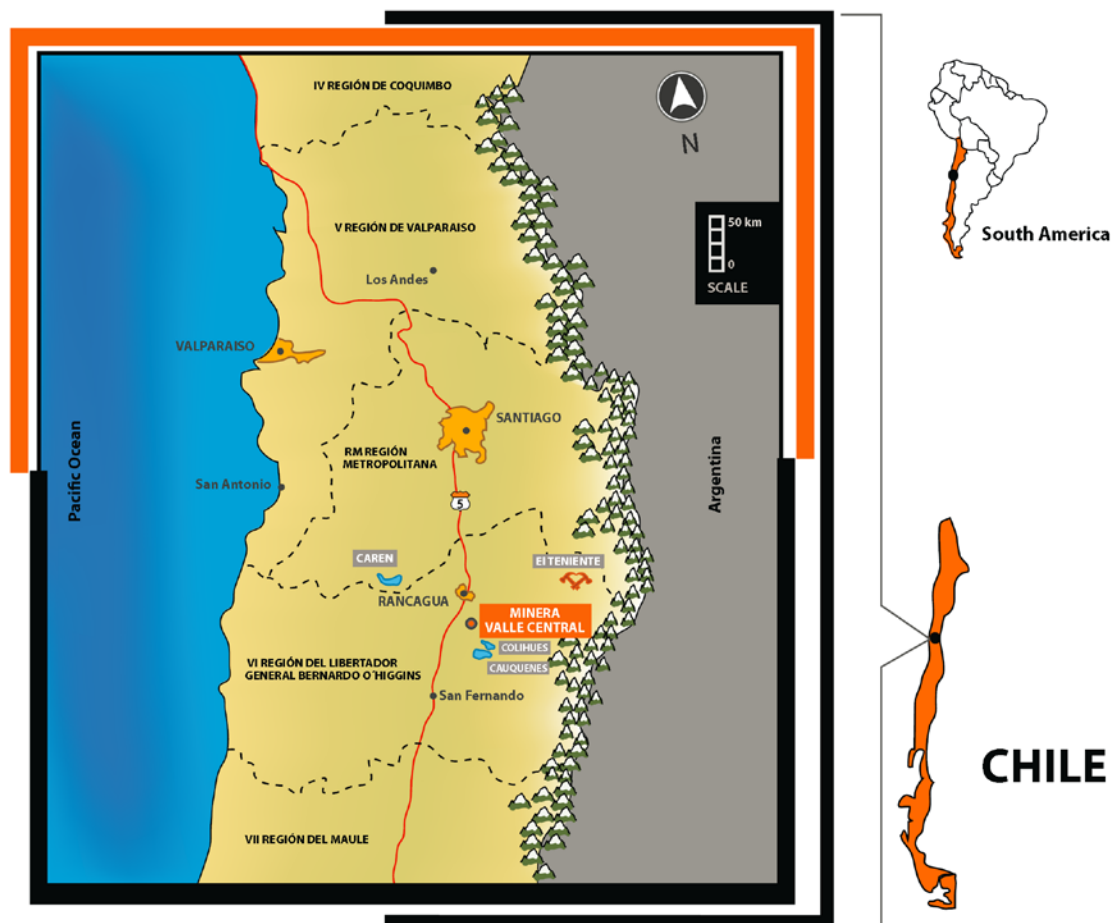 IV REGIÓN DE COQUIMBO
N
V REGIÓN DE VALPARAISO
50 km
0
SCALE
South America
Los Andes
VALPARAISO
SANTIAGO
RM REGIÓN
METROPOLITANA
Pacific Ocean
Argentina
San Antonio
5
CAREN
El TENIENTE
RANCAGUA
MINERA
VALLE CENTRAL
COLIHUES
CAUQUENES
VI REGIÓN DEL LIBERTADOR
GENERAL BERNARDO O´HIGGINS
San Fernando
CHILE
VII REGIÓN DEL MAULE